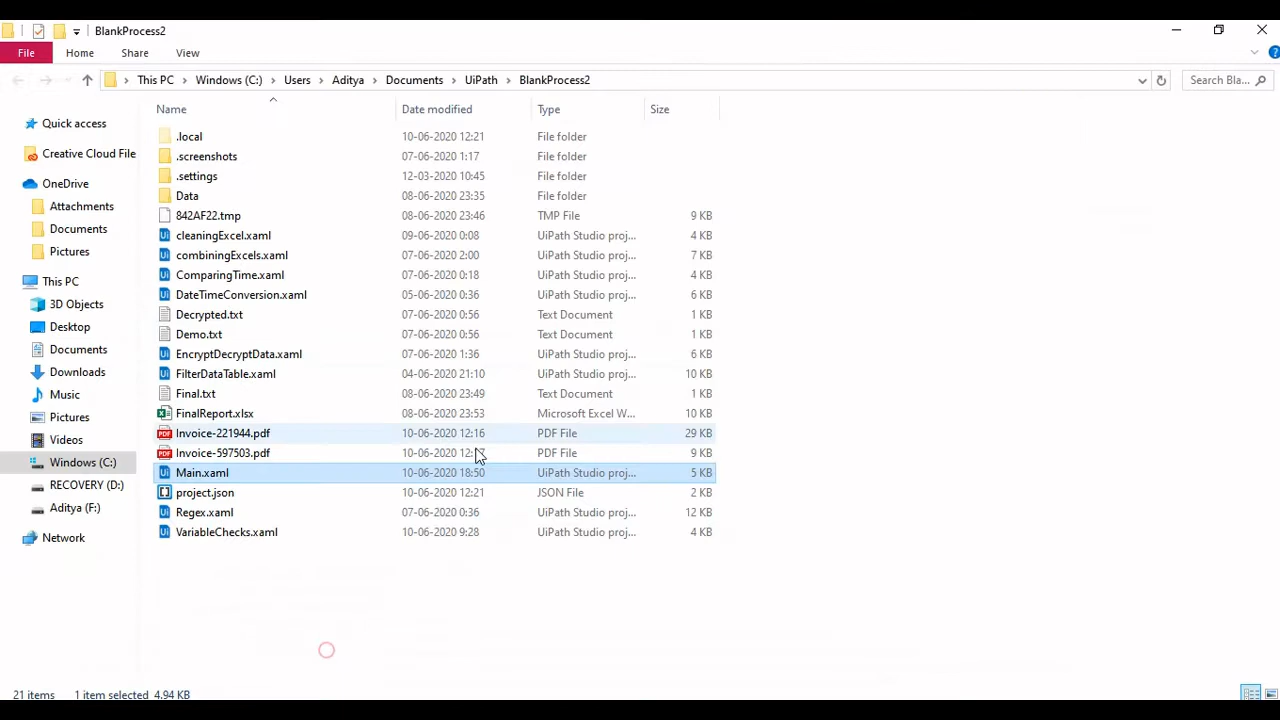 BlankProcess2
File Home Share View
This PC Windows (C:) Users Aditya Documents UiPath BlankProcess2 Search Bla...
Name Date modified Type Size
Quick access
Creative Cloud File
OneDrive
Attachments
Documents
Pictures
This PC
3D Objects
Desktop
Documents
Downloads
Music
Pictures
Videos
Windows (C:)
RECOVERY (D:)
Aditya (F:)
Network
.local 10-06-2020 12:21 File folder
.screenshots 07-06-2020 1:17 File folder
.settings 12-03-2020 10:45 File folder
Data 08-06-2020 23:35 File folder
842AF22.tmp 08-06-2020 23:46 TMP File 9 KB
cleaningExcel.xaml 09-06-2020 0:08 UiPath Studio proj... 4 KB
combiningExcels.xaml 07-06-2020 2:00 UiPath Studio proj... 7 KB
ComparingTime.xaml 07-06-2020 0:18 UiPath Studio proj... 4 KB
DateTimeConversion.xaml 05-06-2020 0:36 UiPath Studio proj... 6 KB
Decrypted.txt 07-06-2020 0:56 Text Document 1 KB
Demo.txt 07-06-2020 0:56 Text Document 1 KB
EncryptDecryptData.xaml 07-06-2020 1:36 UiPath Studio proj... 6 KB
FilterDataTable.xaml 04-06-2020 21:10 UiPath Studio proj... 10 KB
Final.txt 08-06-2020 23:49 Text Document 1 KB
FinalReport.xlsx 08-06-2020 23:53 Microsoft Excel W... 10 KB
Invoice-221944.pdf 10-06-2020 12:16 PDF File 29 KB
Invoice-597503.pdf 10-06-2020 PDF File 9 KB
Main.xaml 10-06-2020 18:50 UiPath Studio proj... 5 KB
project.json 10-06-2020 12:21 JSON File 2 KB
Regex.xaml 07-06-2020 0:36 UiPath Studio proj... 12 KB
VariableChecks.xaml 10-06-2020 9:28 UiPath Studio proj... 4 KB
21 items 1 item selected 4.94 KB